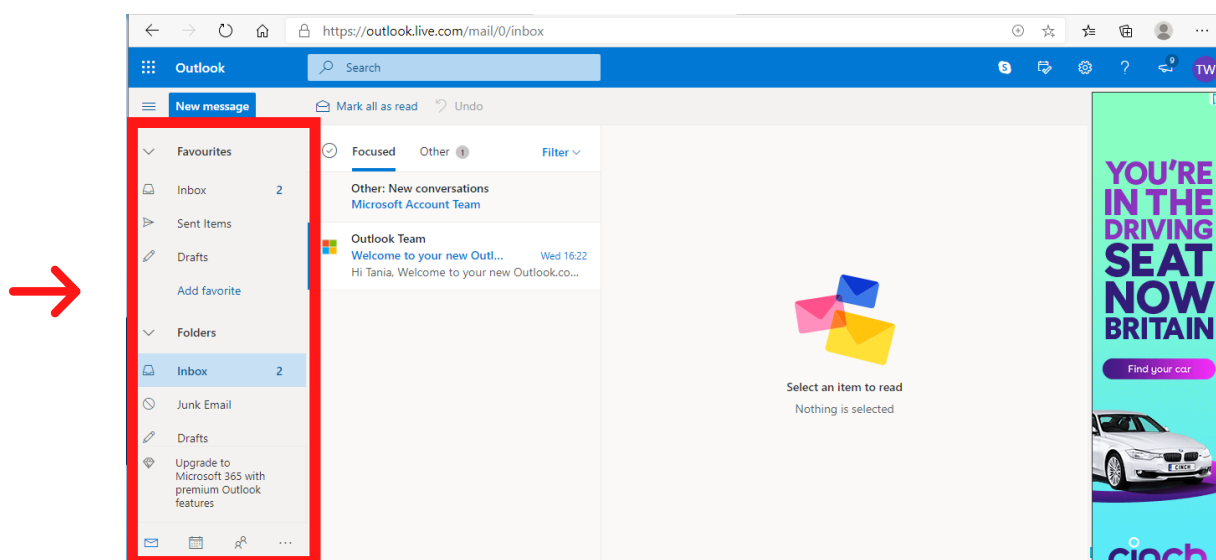 https://outlook.live.com/mail/0/inbox
Outlook
Search
9
TW
New message
Mark all as read
Undo
Favourites
Inbox 2
Sent Items
Drafts
Add favorite
Folders
Inbox 2
Junk Email
Drafts
Upgrade to
Microsoft 365 with
premium Outlook
features
Focused
Other 1
Filter
Other: New conversations
Microsoft Account Team
Outlook Team
Welcome to your new Outl... Wed 16:22
Hi Tania, Welcome to your new Outlook.co...
Select an item to read
Nothing is selected
YOU'RE
IN THE
DRIVING
SEAT
NOW
BRITAIN
Find your car
CINCH
cinch